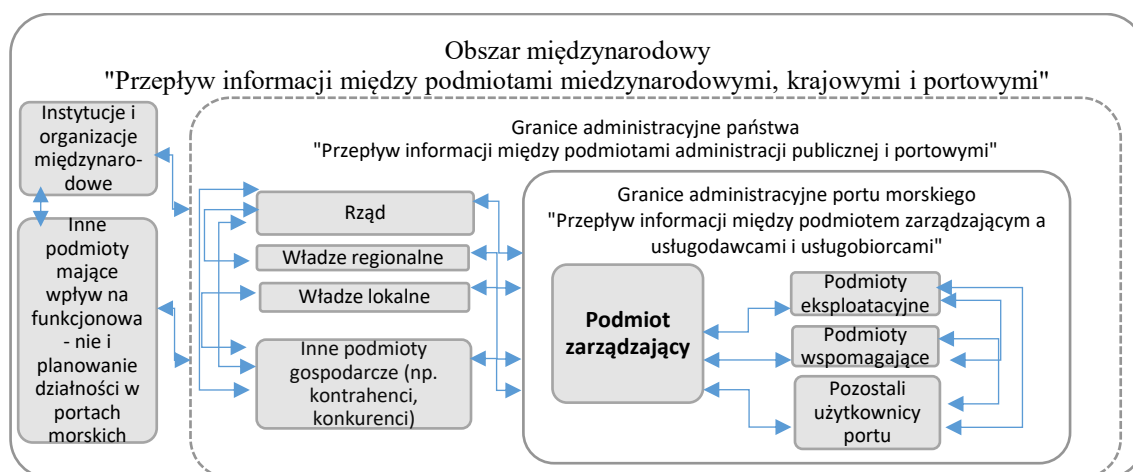 Obszar międzynarodowy
"Przepływ informacji między podmiotami miedzynarodowymi, krajowymi i portowymi"
Instytucje i
organizacje
międzynaro-
dowe
Inne
podmioty
mające
wpływ na
funkcjonowa
- nie i
planowanie
działności w
portach
morskich
Granice administracyjne państwa
"Przepływ informacji między podmiotami administracji publicznej i portowymi"
Rząd
Władze regionalne
Władze lokalne
Inne podmioty
gospodarcze (np.
kontrahenci,
konkurenci)
Granice administracyjne portu morskiego
"Przepływ informacji między podmiotem zarządzającym a
usługodawcami i usługobiorcami"
Podmiot
zarządzający
Podmioty
eksploatacyjne
Podmioty
wspomagające
Pozostali
użytkownicy
portu